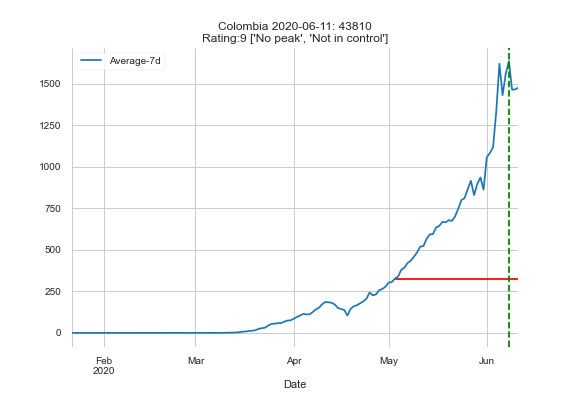 Colombia 2020-06-11: 43810
Rating:9 ['No peak', 'Not in control']
Average-7d
1500
1250
1000
750
500
250
0
Feb Mar Apr May Jun
2020
Date